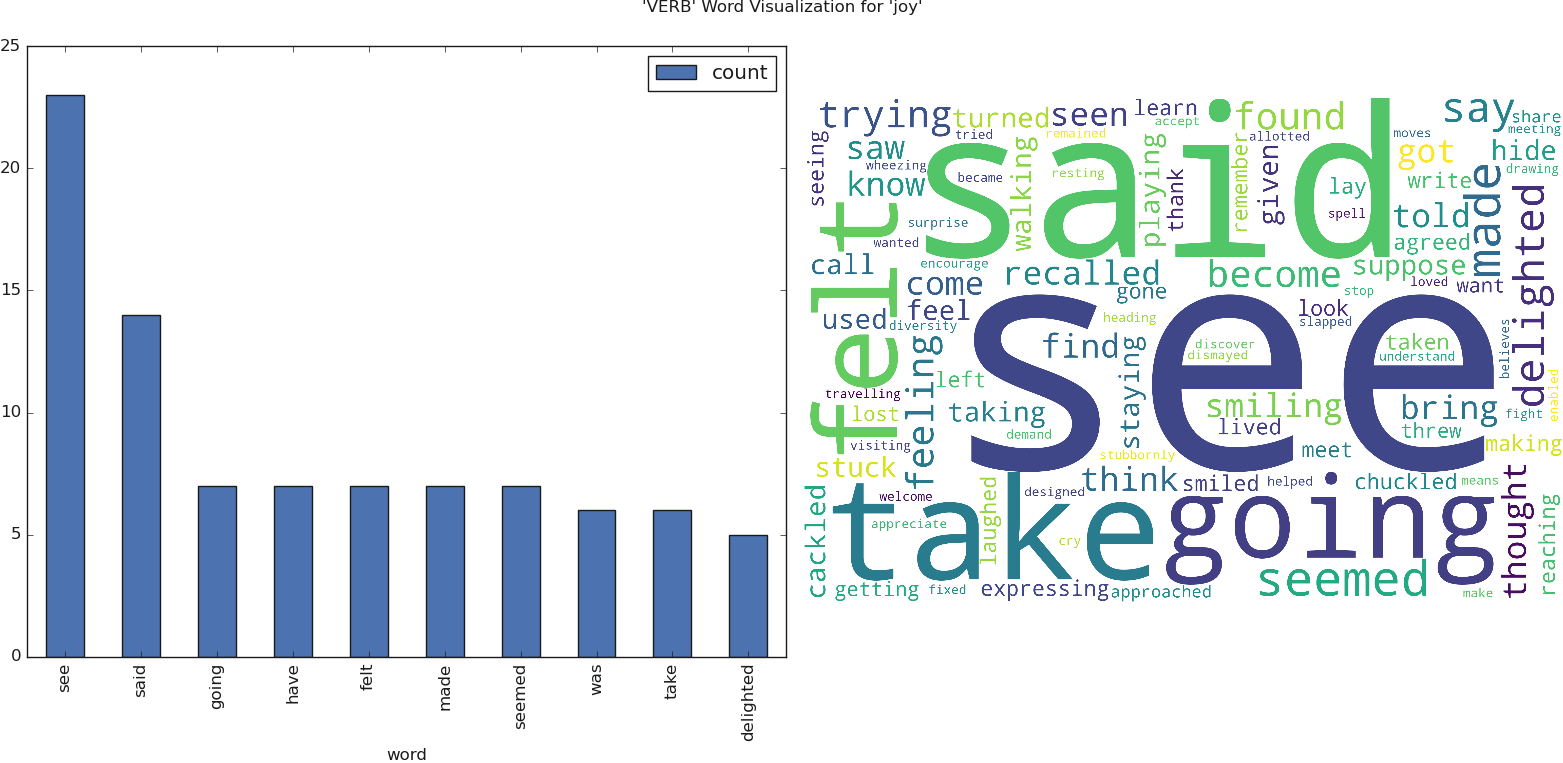 'VERB' Word Visualization for 'joy'
25
20
15
10
5
0
count
see
said
going
have
felt
made
seemed
was
take
delighted
word
trying
turned
seen
learn
accept
found
say
share
meeting
seeing
saw
wheezing
know
tried
remained
became
resting
walking
playing
thank
remember
allotted
given
moves
got
hide
drawing
write
lay
spell
told
made
delighted
said
surprise
wanted
felt
agreed
call
encourage
come
recalled
gone
become
suppose
stop
loved
want
used
feel
diversity
heading
look
slapped
find
staying
discover
dismayed
taken
understand
believes
feeling
left
see
travelling
lost
taking
demand
smiling
lived
bring
threw
fight
enabled
visiting
stuck
stubbornly
meet
making
think
smiled
helped
chuckled
means
cackled
welcome
designed
appreciate
laughed
take
cry
going
thought
reaching
getting
fixed
expressing
approached
seemed
make